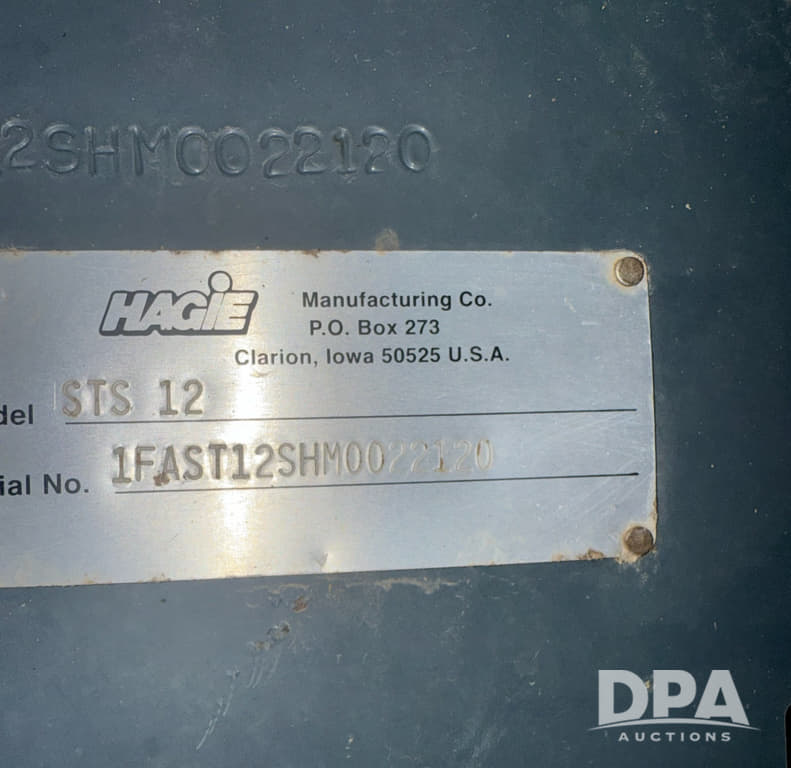 2SHM0022120
HAGIE
Manufacturing Co.
P.O. Box 273
Clarion, Iowa 50525 U.S.A.
del STS 12
ial No. 1FAST12SHM0022120
DPA
AUCTIONS